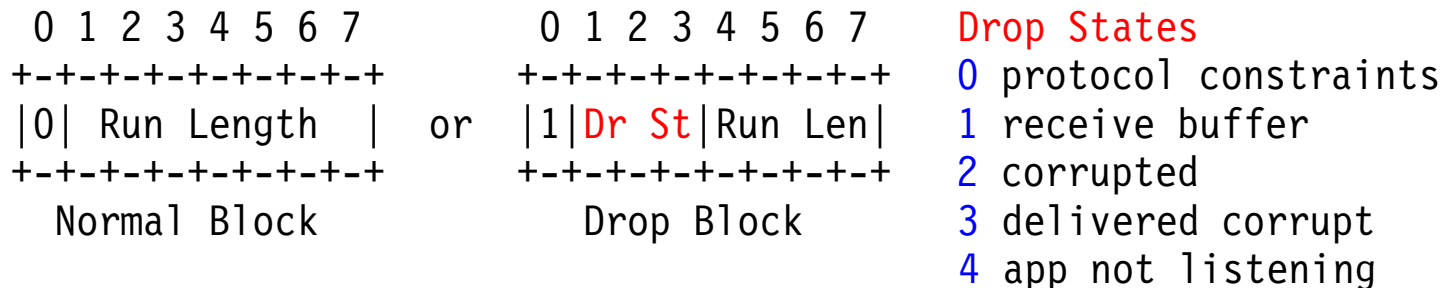 0 1 2 3 4 5 6 7          0 1 2 3 4 5 6 7     Drop States
+-+-+-+-+-+-+-+-+        +-+-+-+-+-+-+-+-+    0 protocol constraints
|0| Run Length  |   or   |1|Dr St|Run Len|    1 receive buffer
+-+-+-+-+-+-+-+-+        +-+-+-+-+-+-+-+-+    2 corrupted
  Normal Block              Drop Block        3 delivered corrupt
                                              4 app not listening